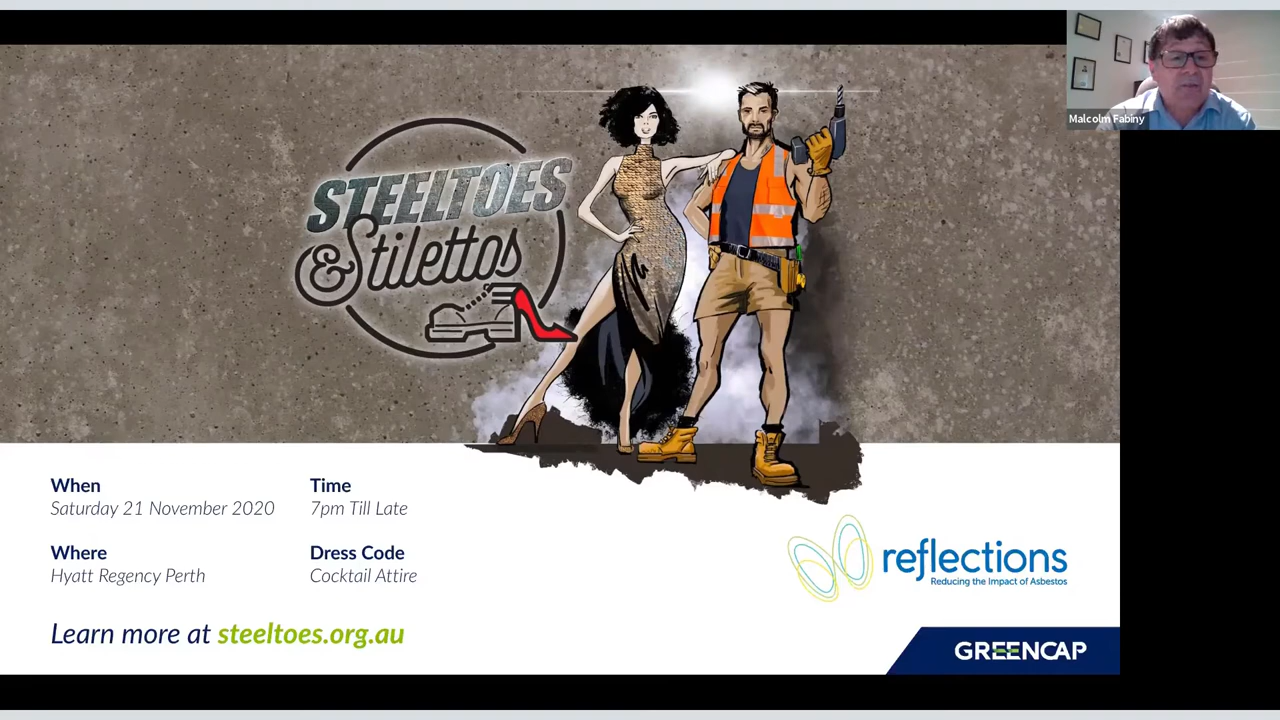 Malcolm Fabiny
STEELTOES
& Stilettos
When
Saturday 21 November 2020
Time
7pm Till Late
Where
Hyatt Regency Perth
Dress Code
Cocktail Attire
Learn more at steeltoes.org.au
reflections
Reducing the Impact of Asbestos
GREENCAP